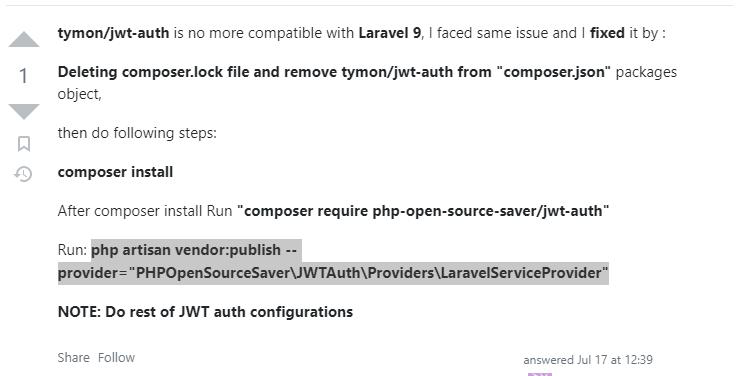 tymon/jwt-auth is no more compatible with Laravel 9, I faced same issue and I fixed it by :
1
Deleting composer.lock file and remove tymon/jwt-auth from "composer.json" packages
object,
then do following steps:
composer install
After composer install Run "composer require php-open-source-saver/jwt-auth"
Run: php artisan vendor:publish --
provider="PHPOpenSourceSaver\JWTAuth\Providers\LaravelServiceProvider"
NOTE: Do rest of JWT auth configurations
Share Follow
answered Jul 17 at 12:39